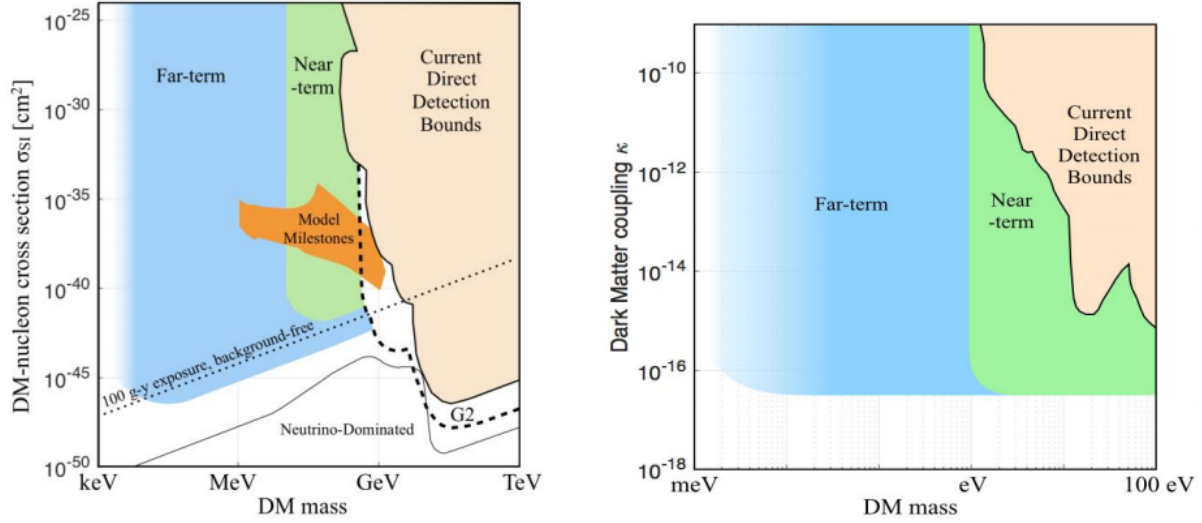 10^-25
10^-30
10^-35
10^-40
10^-45
10^-50
DM-nucleon cross section σ_SI [cm²]
Far-term
Near
-term
Current
Direct
Detection
Bounds
Model
Milestones
100 g-y exposure, background-free
Neutrino-Dominated
G2
keV
MeV
GeV
TeV
DM mass
10^-10
10^-12
10^-14
10^-16
10^-18
Dark Matter coupling κ
Far-term
Near
-term
Current
Direct
Detection
Bounds
meV
eV
100 eV
DM mass